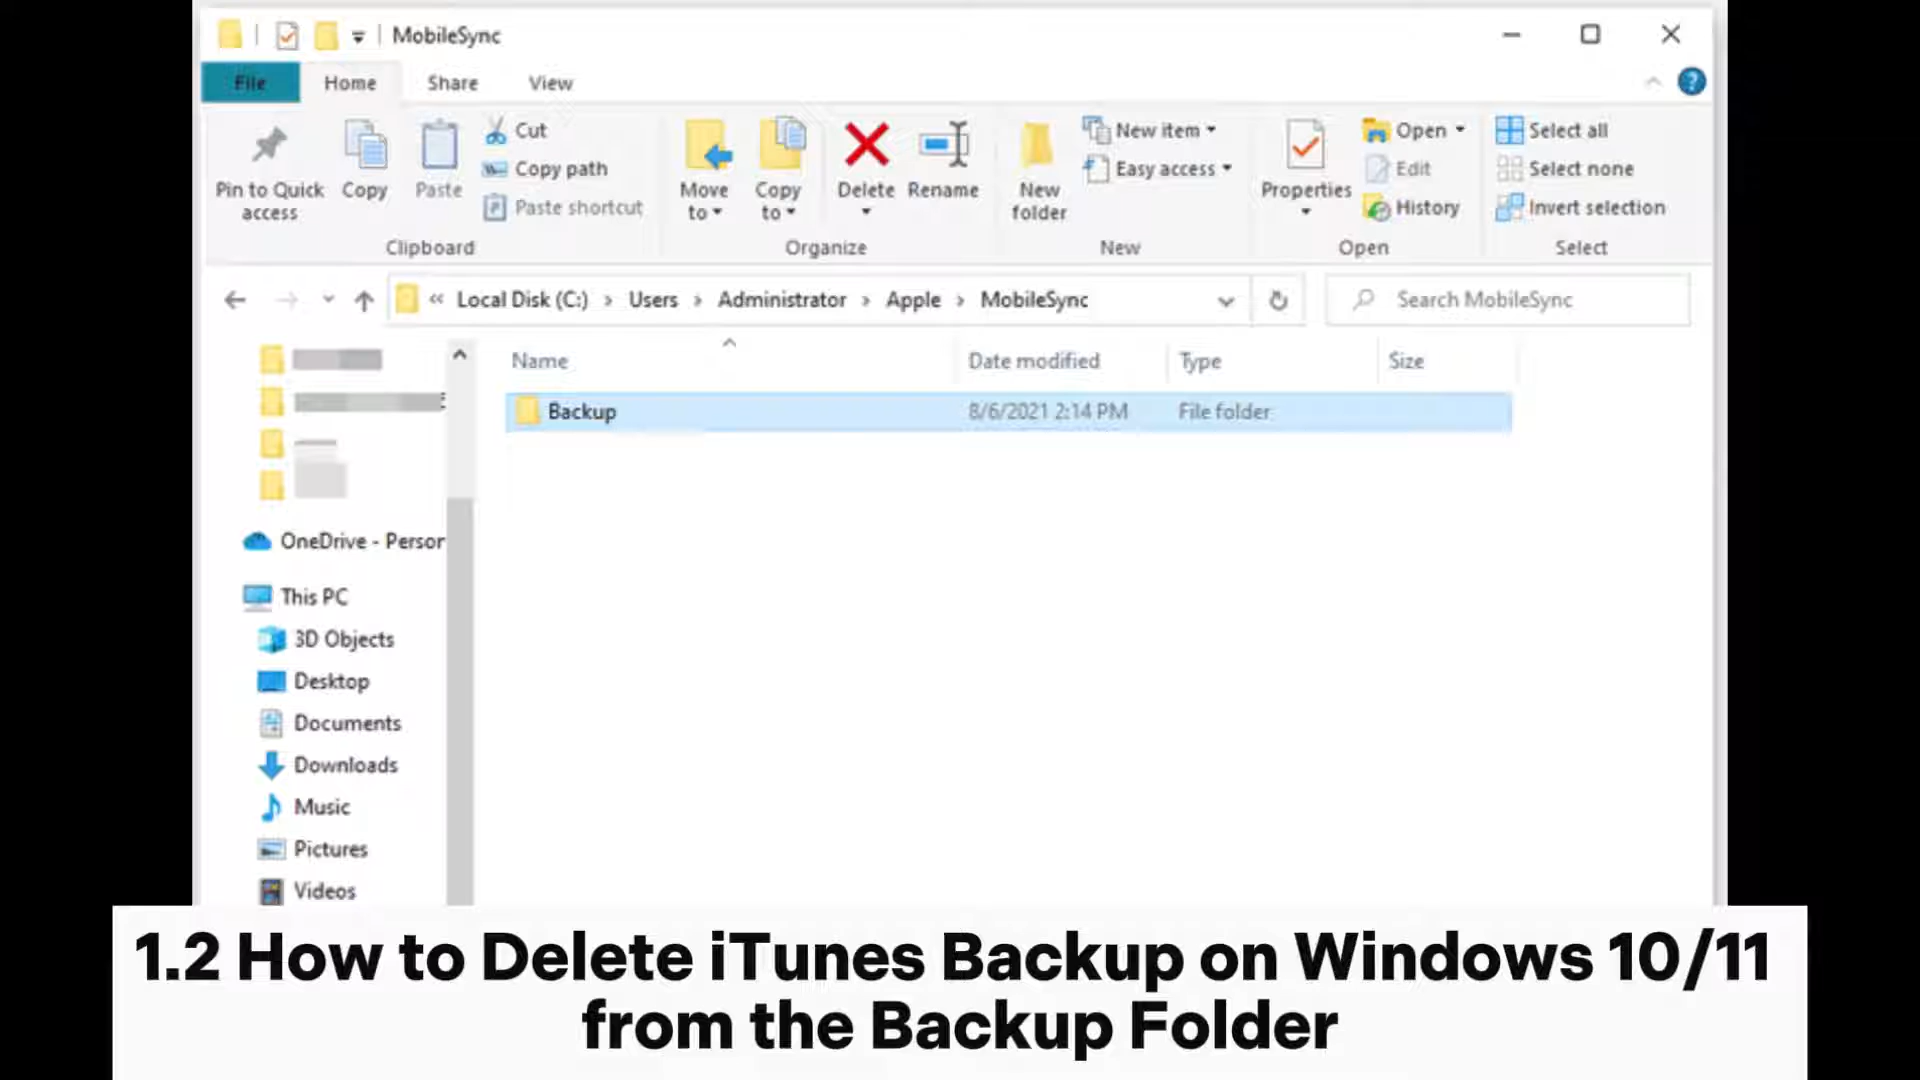 MobileSync
File Home Share View
Pin to Quick access
Copy
Paste
Cut
Copy path
Paste shortcut
Clipboard
Move to
Copy to
Delete
Rename
Organize
New folder
New item
Easy access
New
Properties
Open
Edit
History
Open
Select all
Select none
Invert selection
Select
« Local Disk (C:) › Users › Administrator › Apple › MobileSync
Search MobileSync
Name Date modified Type Size
Backup 8/6/2021 2:14 PM File folder
OneDrive - Person
This PC
3D Objects
Desktop
Documents
Downloads
Music
Pictures
Videos
1.2 How to Delete iTunes Backup on Windows 10/11
from the Backup Folder